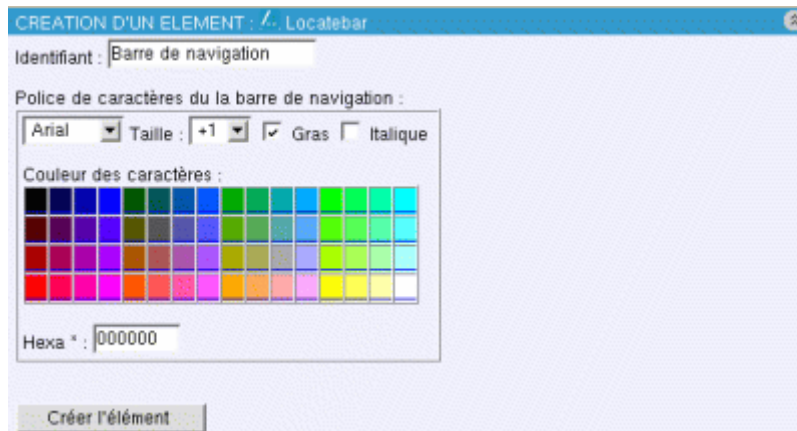 CREATION D'UN ELEMENT : /.. Locatebar
Identifiant : Barre de navigation
Police de caractères du la barre de navigation :
Arial Taille : +1 Gras Italique
Couleur des caractères :
Hexa * : 000000
Créer l'élément